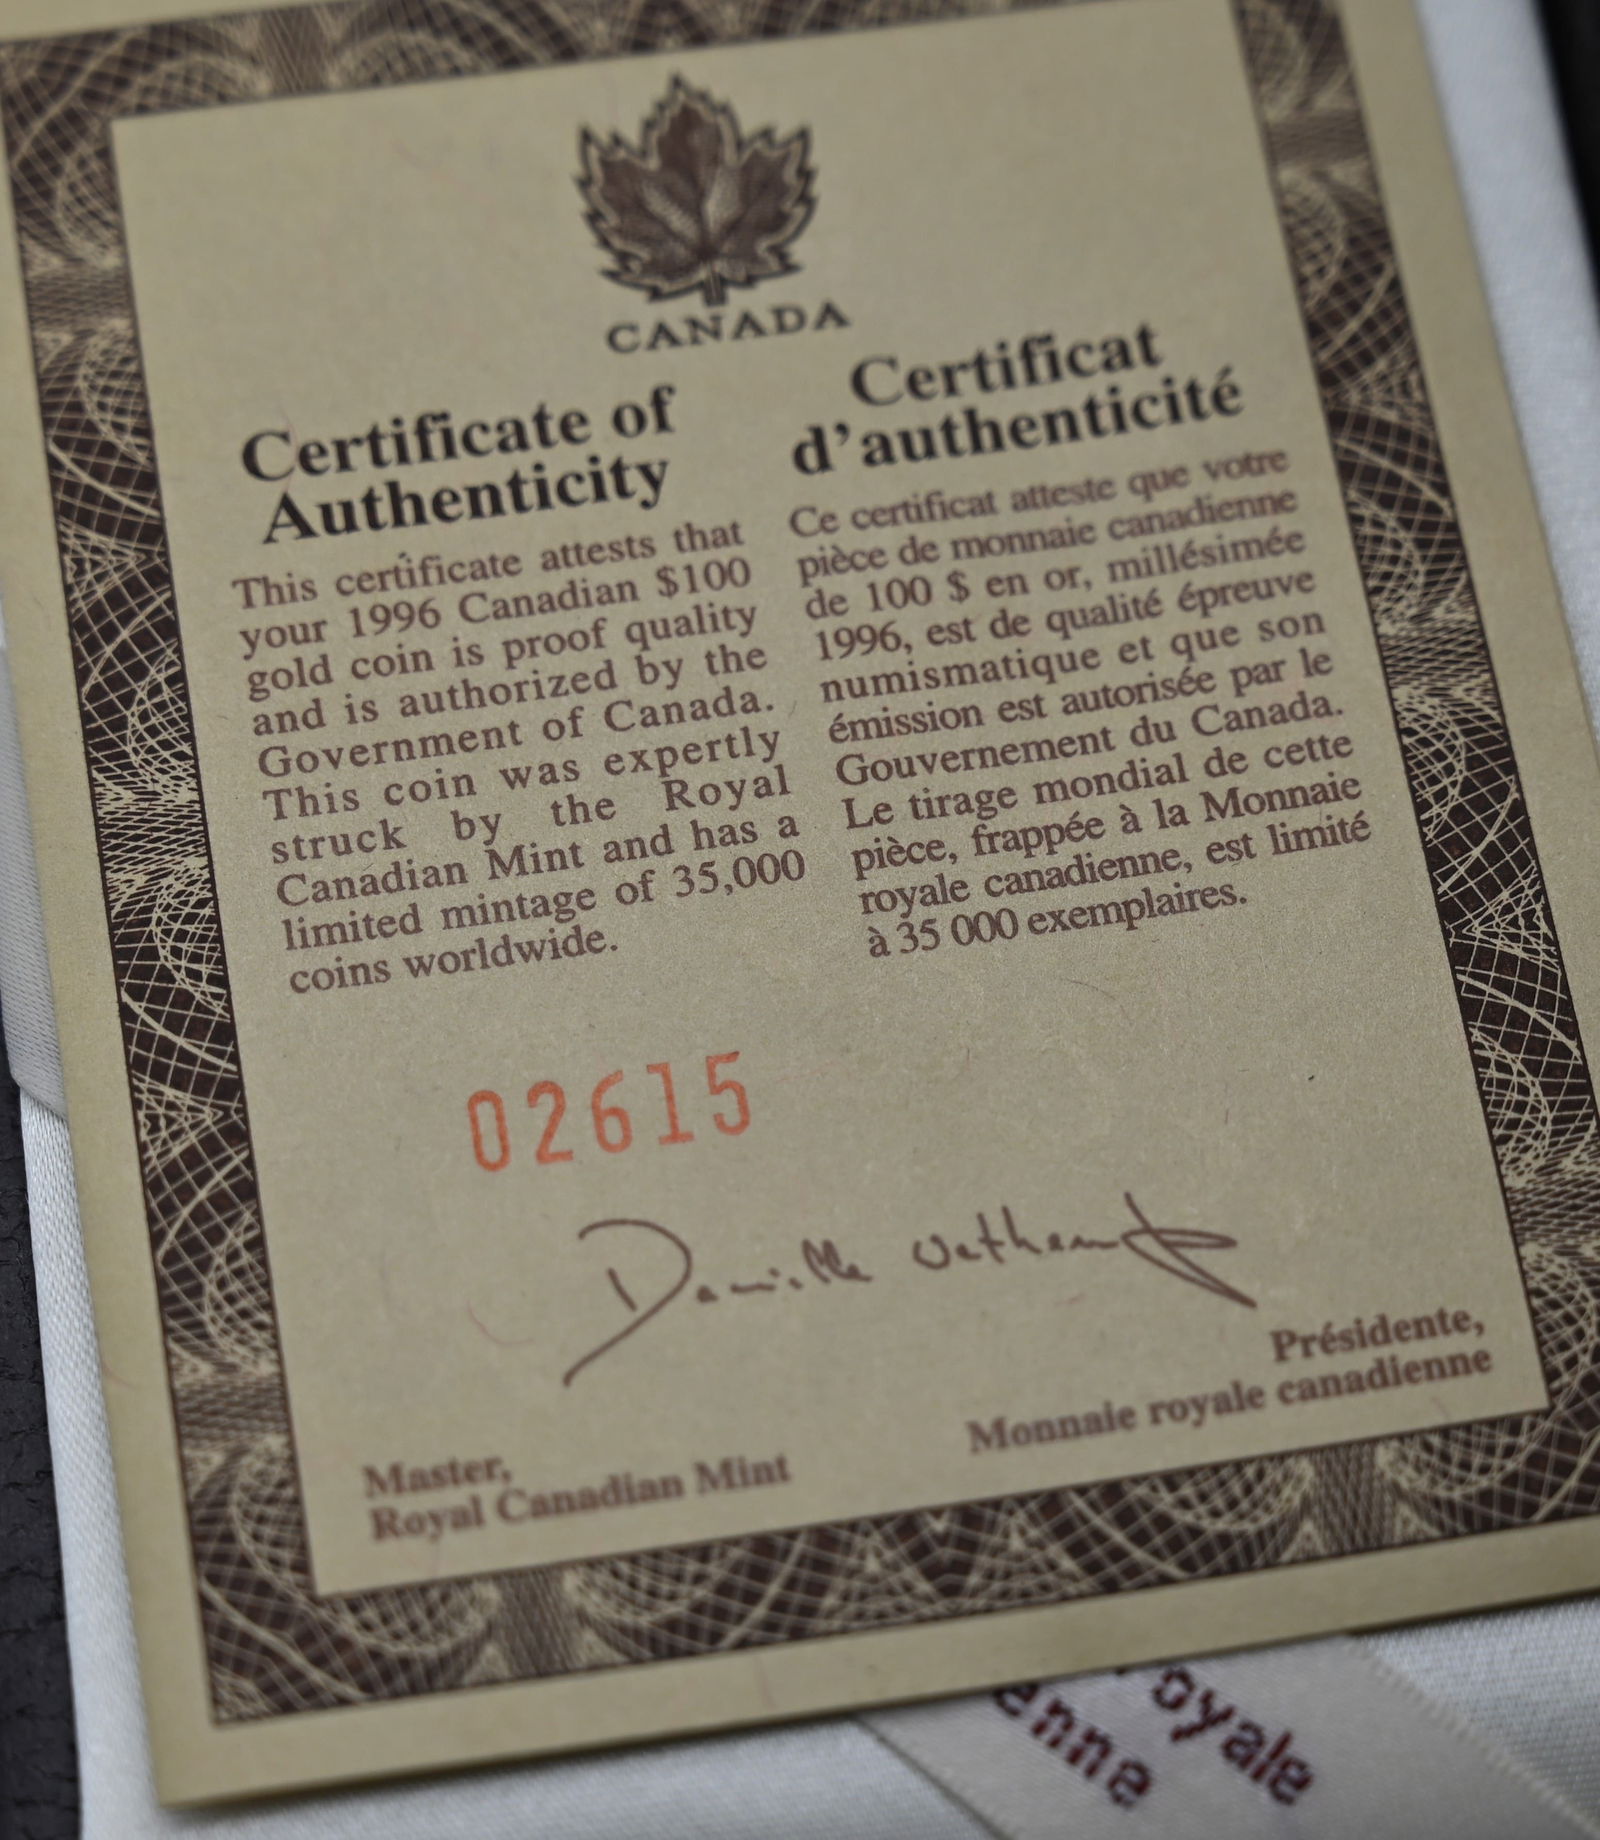 CANADA
Certificate of
Authenticity
This certificate attests that
your 1996 Canadian $100
gold coin is proof quality
and is authorized by the
Government of Canada.
This coin was expertly
struck by the Royal
Canadian Mint and has a
limited mintage of 35,000
coins worldwide.
Certificat
d'authenticité
Ce certificat atteste que votre
pièce de monnaie canadienne
de 100 $ en or, millésimée
1996, est de qualité épreuve
numismatique et que son
émission est autorisée par le
Gouvernement du Canada.
Le tirage mondial de cette
pièce, frappée à la Monnaie
royale canadienne, est limité
à 35 000 exemplaires.
02615
Danielle
Master,
Royal Canadian Mint
Présidente,
Monnaie royale canadienne
royale
enne